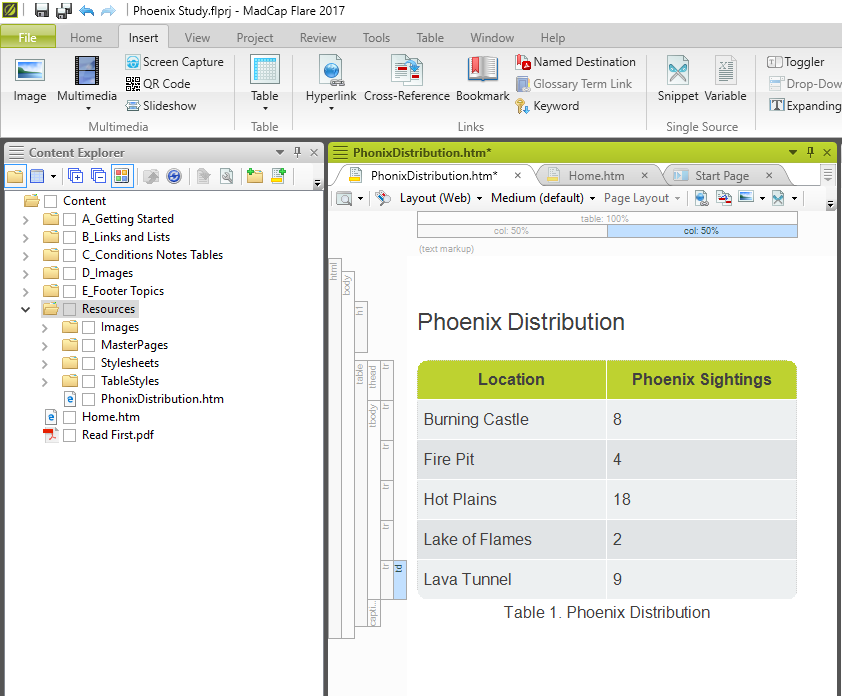 Phoenix Study.flprj - MadCap Flare 2017
File Home Insert View Project Review Tools Table Window Help
Image
Multimedia
Screen Capture
QR Code
Slideshow
Multimedia
Table
Table
Hyperlink
Cross-Reference
Bookmark
Named Destination
Glossary Term Link
Keyword
Links
Snippet
Variable
Single Source
Toggler
Drop-Dow
Expanding
Content Explorer
Content
A_Getting Started
B_Links and Lists
C_Conditions Notes Tables
D_Images
E_Footer Topics
Resources
Images
MasterPages
Stylesheets
TableStyles
PhonixDistribution.htm
Home.htm
Read First.pdf
PhonixDistribution.htm*
PhonixDistribution.htm* Home.htm Start Page
Layout (Web) Medium (default) Page Layout
table: 100%
col: 50% col: 50%
(text markup)
html
body
h1
table
thead
tr
tbody
tr
tr
tr
tr
tr
td
capti...
Phoenix Distribution
Location Phoenix Sightings
Burning Castle 8
Fire Pit 4
Hot Plains 18
Lake of Flames 2
Lava Tunnel 9
Table 1. Phoenix Distribution